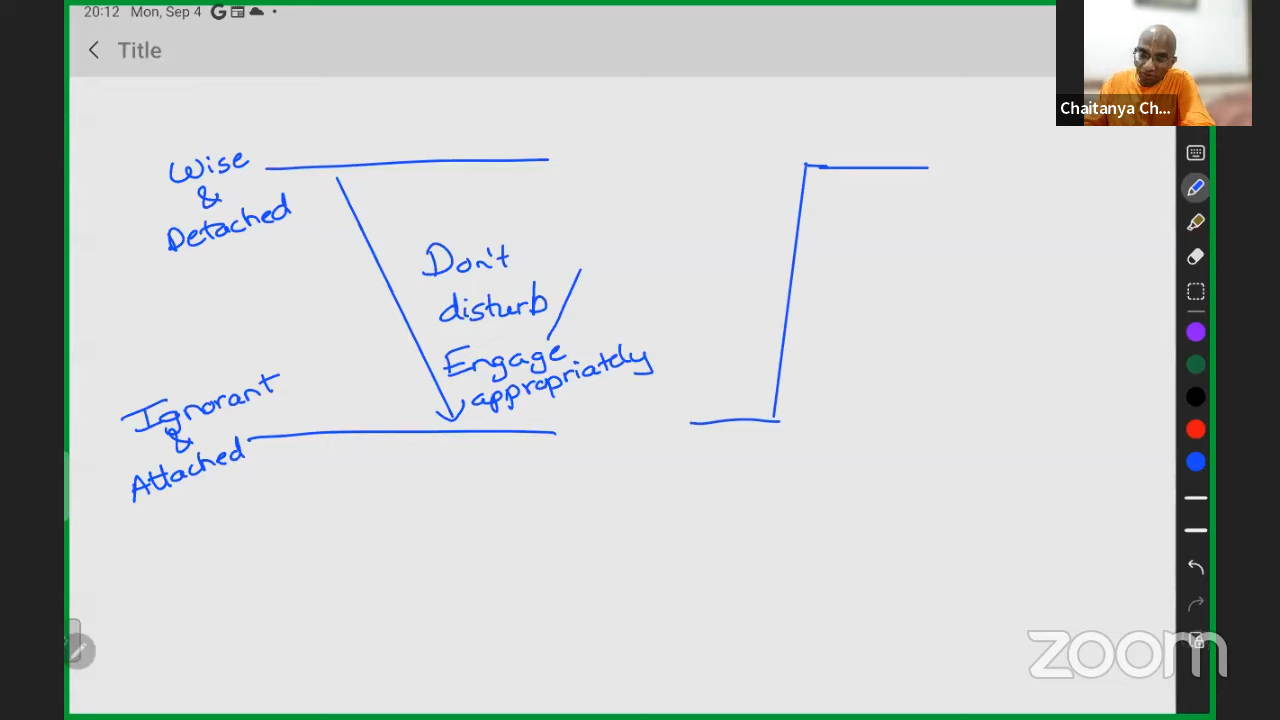 20:12 Mon, Sep 4
Title
Chaitanya Ch...
Wise
&
Detached
Don't
disturb
Engage
appropriately
Ignorant
&
Attached
zoom